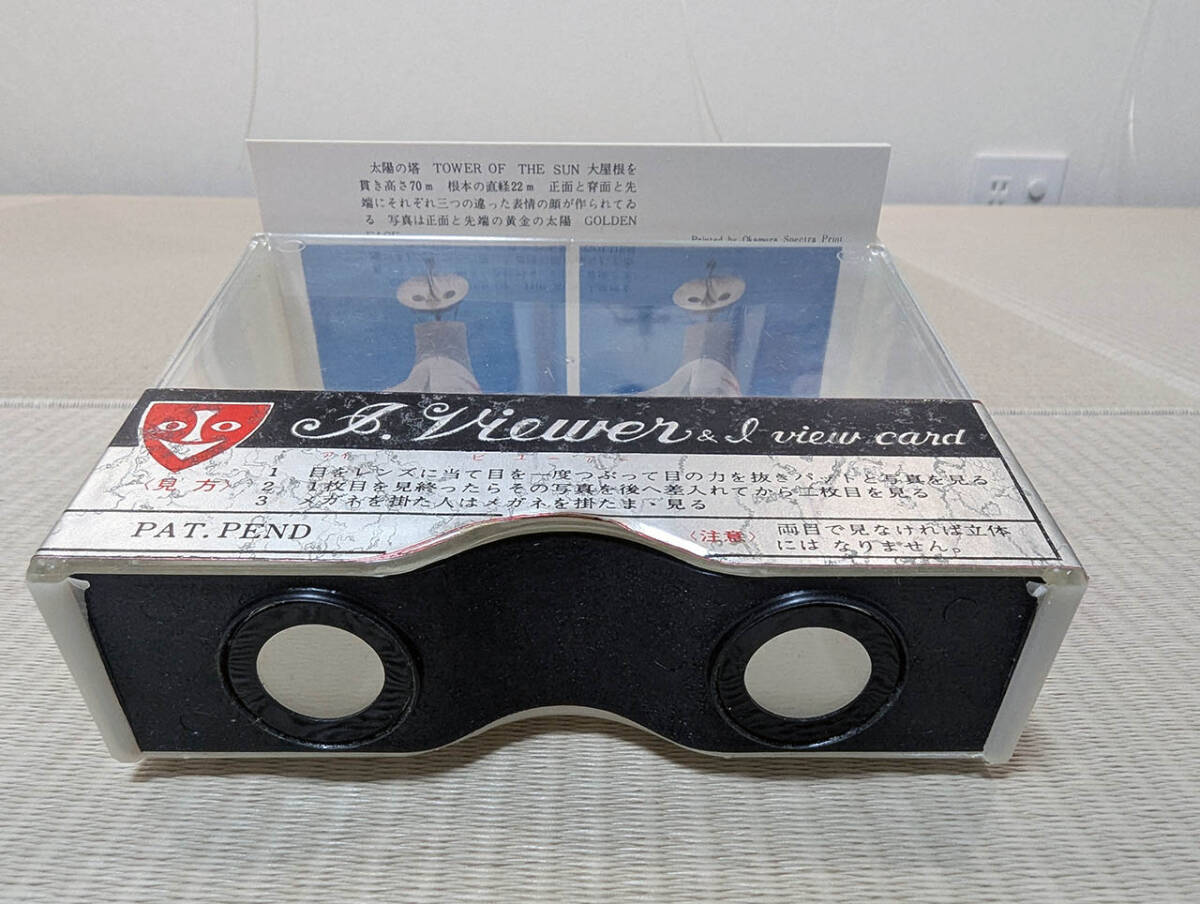 太陽の塔 TOWER OF THE SUN 大屋根を
貫き高さ70m 根本の直経22m 正面と背面と先
端にそれぞれ三つの違った表情の顔が作られてゐ
る 写真は正面と先端の黄金の太陽 GOLDEN
FACE
Printed by Okamura Spectra Print
I. Viewer & I view card
アイ ビューアー
〈見方〉
1 目をレンズに当て目を一度つぶって目の力を抜きパットと写真を見る
2 1枚目を見終ったらその写真を後へ差入れてから二枚目を見る
3 メガネを掛た人はメガネを掛たまゝ見る
PAT. PEND
〈注意〉 両目で見なければ立体
にはなりません。